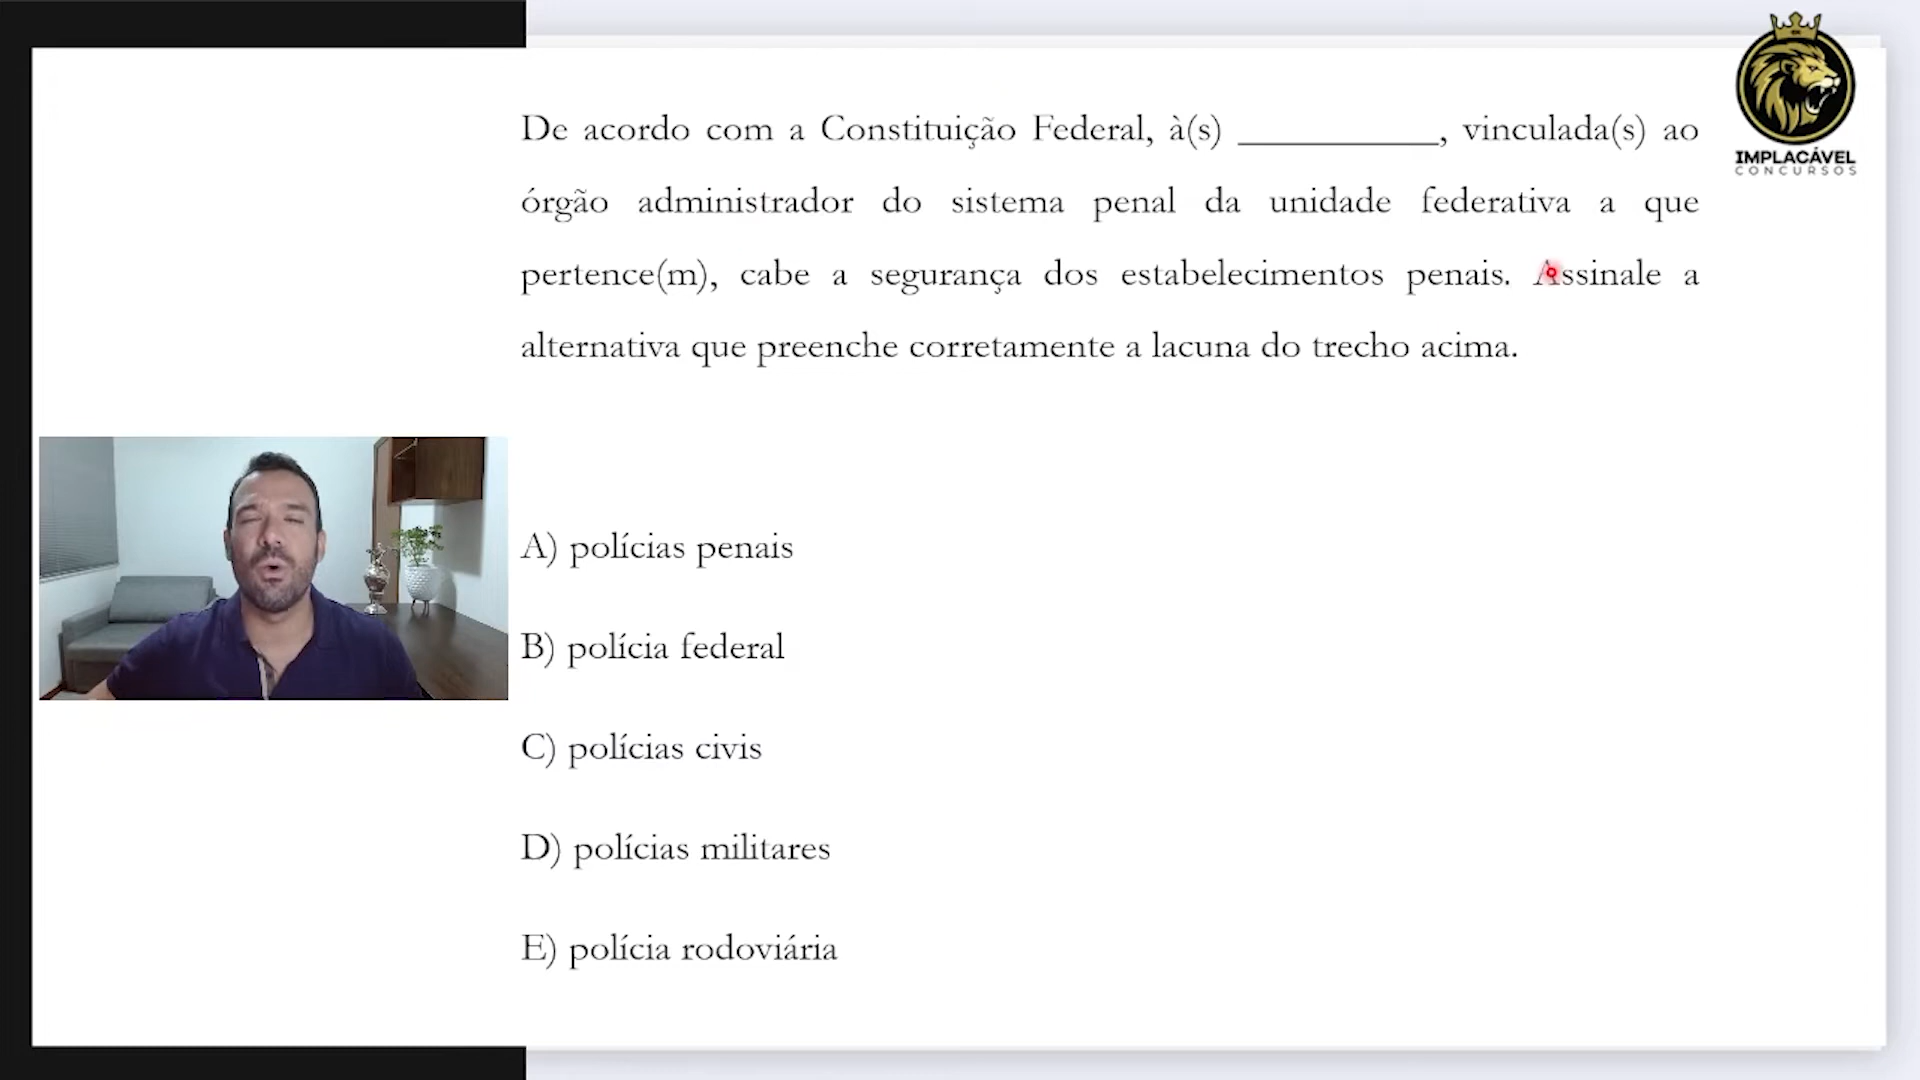 De acordo com a Constituição Federal, à(s) __________, vinculada(s) ao
órgão administrador do sistema penal da unidade federativa a que
pertence(m), cabe a segurança dos estabelecimentos penais. Assinale a
alternativa que preenche corretamente a lacuna do trecho acima.
A) polícias penais
B) polícia federal
C) polícias civis
D) polícias militares
E) polícia rodoviária
IMPLACÁVEL
CONCURSOS